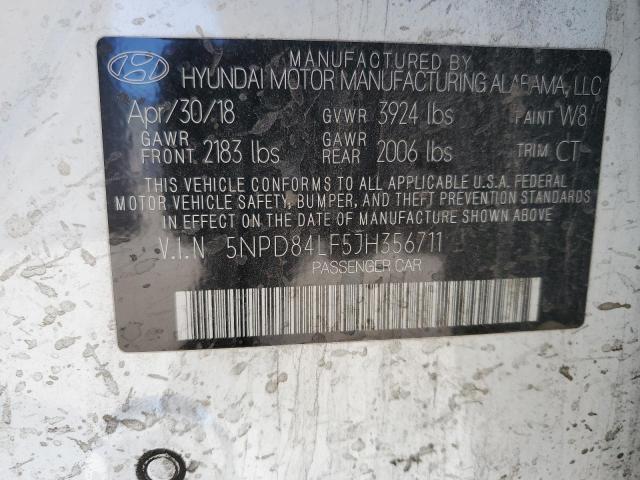 MANUFACTURED BY
HYUNDAI MOTOR MANUFACTURING ALABAMA, LLC
Apr/30/18 GVWR 3924 lbs PAINT W8
GAWR FRONT 2183 lbs GAWR REAR 2006 lbs TRIM CT
THIS VEHICLE CONFORMS TO ALL APPLICABLE U.S.A. FEDERAL
MOTOR VEHICLE SAFETY, BUMPER, AND THEFT PREVENTION STANDARDS
IN EFFECT ON THE DATE OF MANUFACTURE SHOWN ABOVE
V.I.N 5NPD84LF5JH356711
PASSENGER CAR